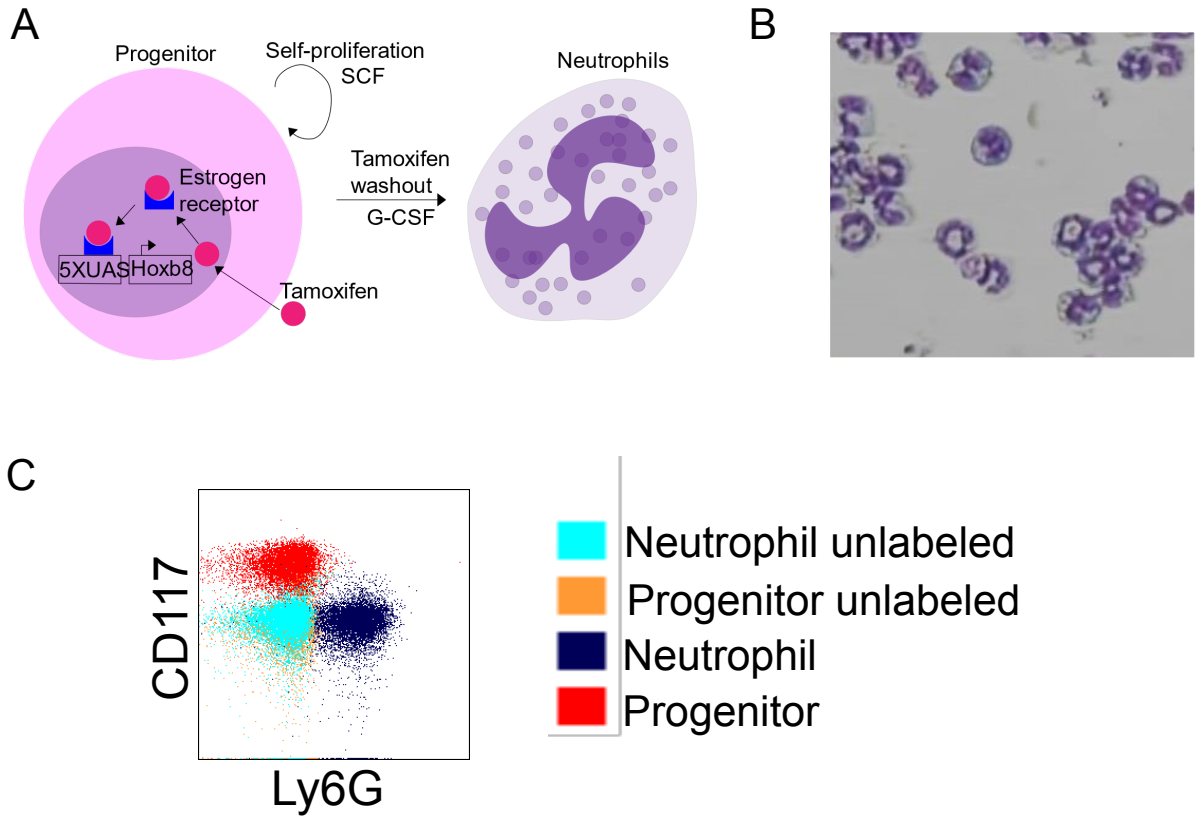 A
Progenitor
Self-proliferation
SCF
Estrogen
receptor
5XUAS
Hoxb8
Tamoxifen
Tamoxifen
washout
G-CSF
Neutrophils
B
C
CD117
Ly6G
Neutrophil unlabeled
Progenitor unlabeled
Neutrophil
Progenitor